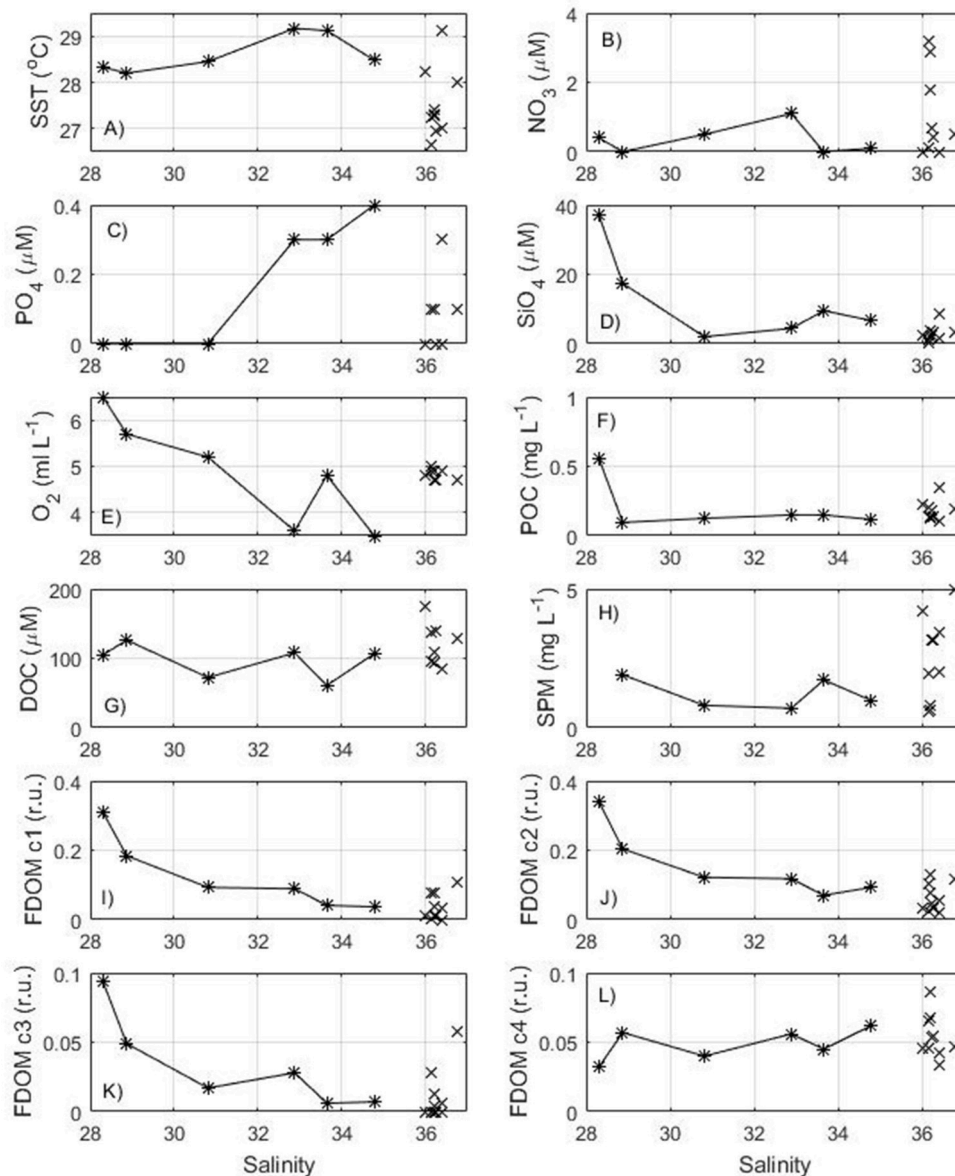 29
28
27
SST (°C)
A)
28 30 32 34 36
4
2
0
NO3 (μM)
B)
28 30 32 34 36
0.4
0.2
0
PO4 (μM)
C)
28 30 32 34 36
40
20
0
SiO4 (μM)
D)
28 30 32 34 36
6
5
4
O2 (ml L-1)
E)
28 30 32 34 36
1
0.5
0
POC (mg L-1)
F)
28 30 32 34 36
200
100
0
DOC (μM)
G)
28 30 32 34 36
5
0
SPM (mg L-1)
H)
28 30 32 34 36
0.4
0.2
0
FDOM c1 (r.u.)
I)
28 30 32 34 36
0.4
0.2
0
FDOM c2 (r.u.)
J)
28 30 32 34 36
0.1
0.05
0
FDOM c3 (r.u.)
K)
28 30 32 34 36
Salinity
0.1
0.05
0
FDOM c4 (r.u.)
L)
28 30 32 34 36
Salinity